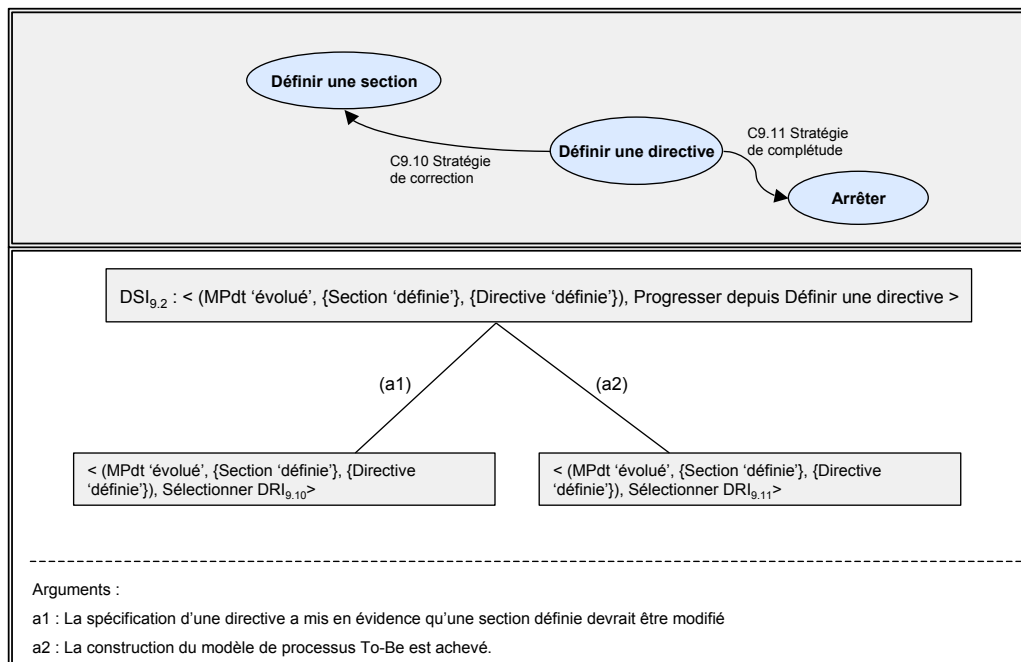 Définir une section
Définir une directive
C9.10 Stratégie
de correction
C9.11 Stratégie
de complétude
Arrêter
DSI9.2 : < (MPdt ‘évolué’, {Section ‘définie’}, {Directive ‘définie’}), Progresser depuis Définir une directive >
(a1)
(a2)
< (MPdt ‘évolué’, {Section ‘définie’}, {Directive
‘définie’}), Sélectionner DRI9.10>
< (MPdt ‘évolué’, {Section ‘définie’}, {Directive
‘définie’}), Sélectionner DRI9.11>
Arguments :
a1 : La spécification d’une directive a mis en évidence qu’une section définie devrait être modifié
a2 : La construction du modèle de processus To-Be est achevé.